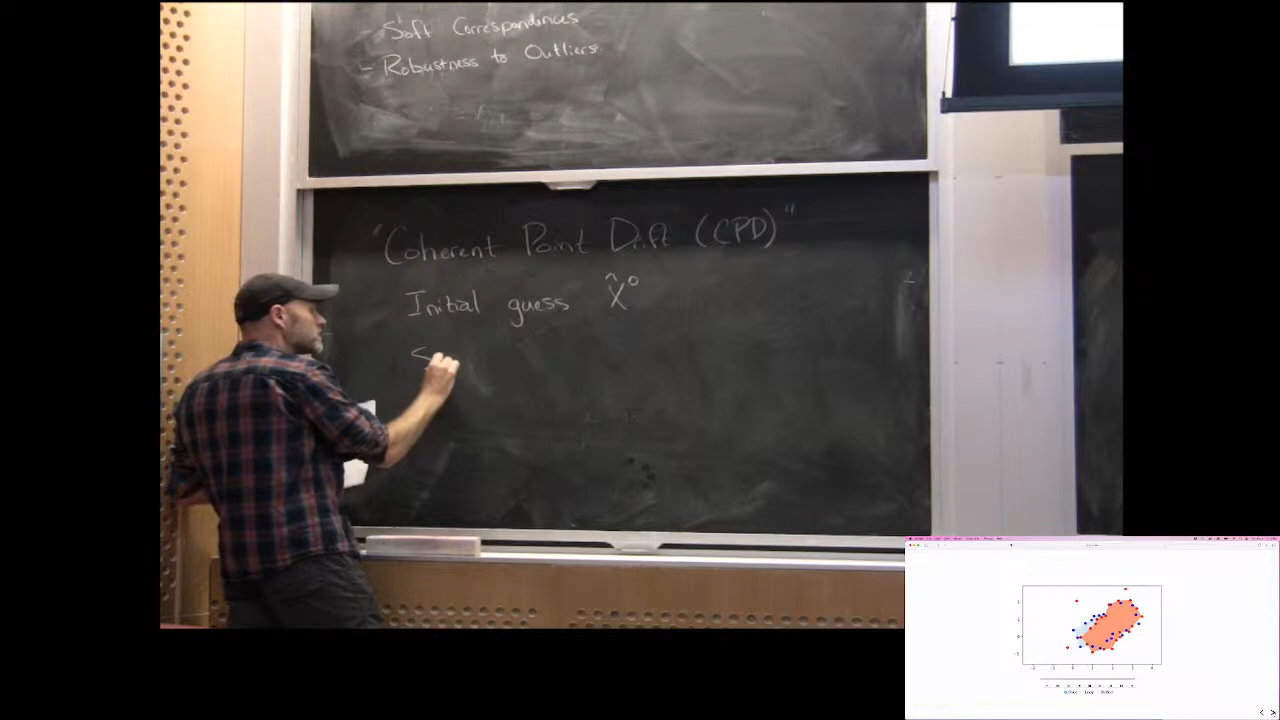 - Soft Correspondences
- Robustness to Outliers
"Coherent Point Drift (CPD)"
Initial guess X̂⁰